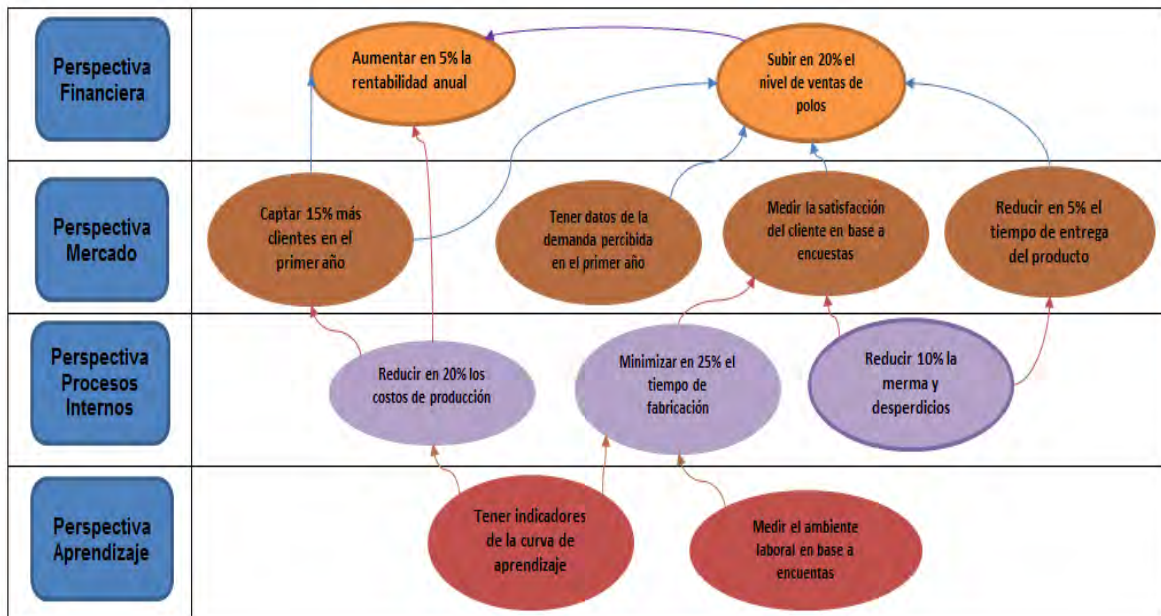 Perspectiva
Financiera
Aumentar en 5% la
rentabilidad anual
Subir en 20% el
nivel de ventas de
polos
Perspectiva
Mercado
Captar 15% más
clientes en el
primer año
Tener datos de la
demanda percibida
en el primer año
Medir la satisfacción
del cliente en base a
encuestas
Reducir en 5% el
tiempo de entrega
del producto
Perspectiva
Procesos
Internos
Reducir en 20% los
costos de producción
Minimizar en 25% el
tiempo de
fabricación
Reducir 10% la
merma y
desperdicios
Perspectiva
Aprendizaje
Tener indicadores
de la curva de
aprendizaje
Medir el ambiente
laboral en base a
encuentas